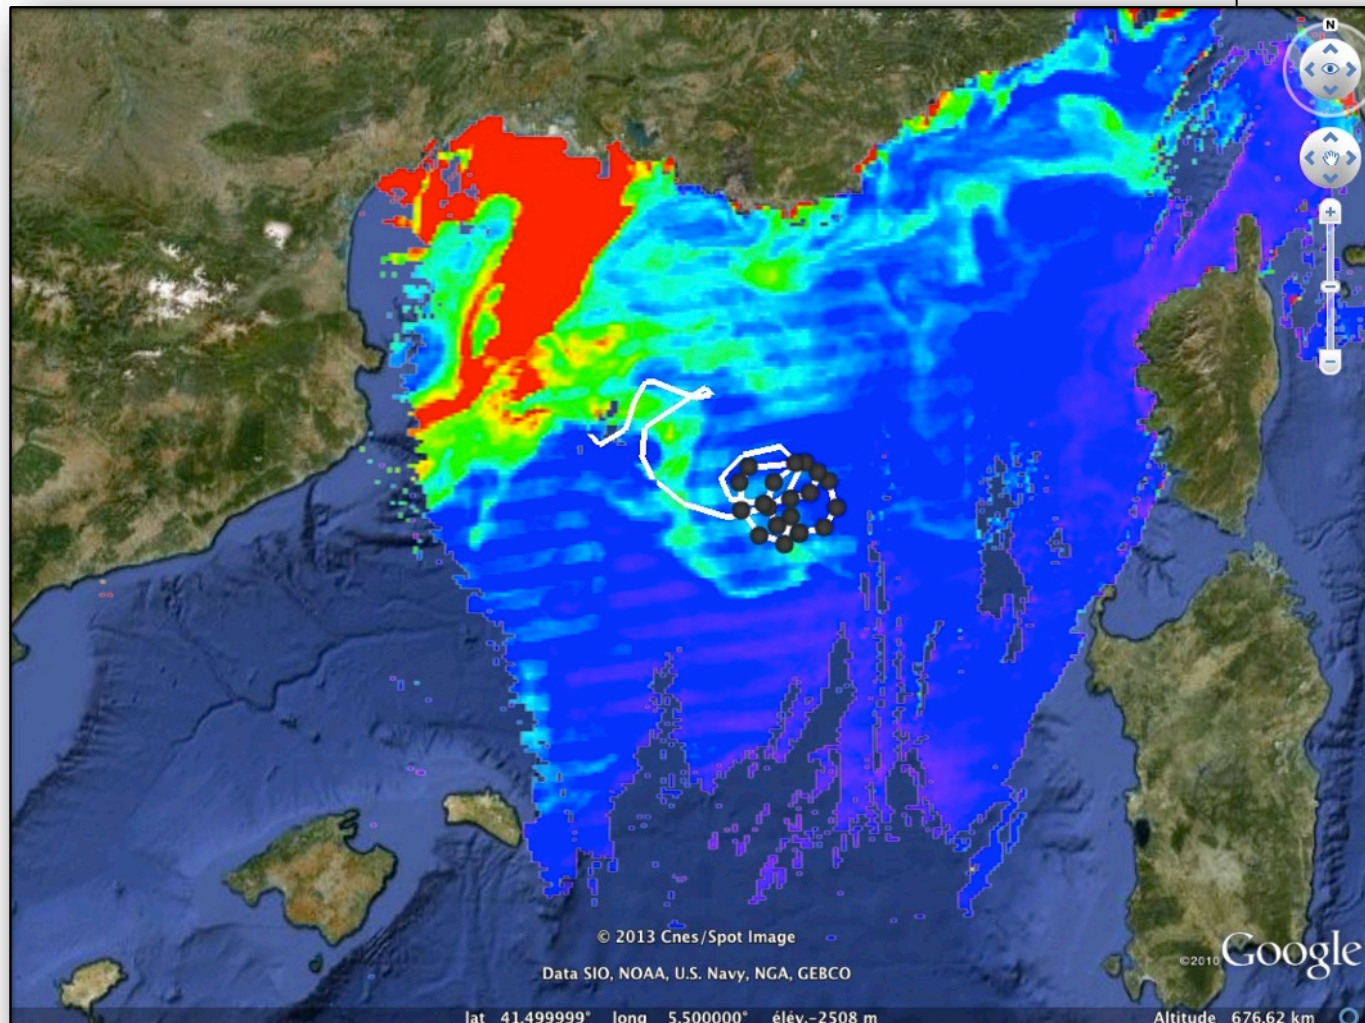 N
© 2013 Cnes/Spot Image
©2010 Google
Data SIO, NOAA, U.S. Navy, NGA, GEBCO
lat 41.499999° long 5.500000° élév.-2508 m Altitude 676.62 km